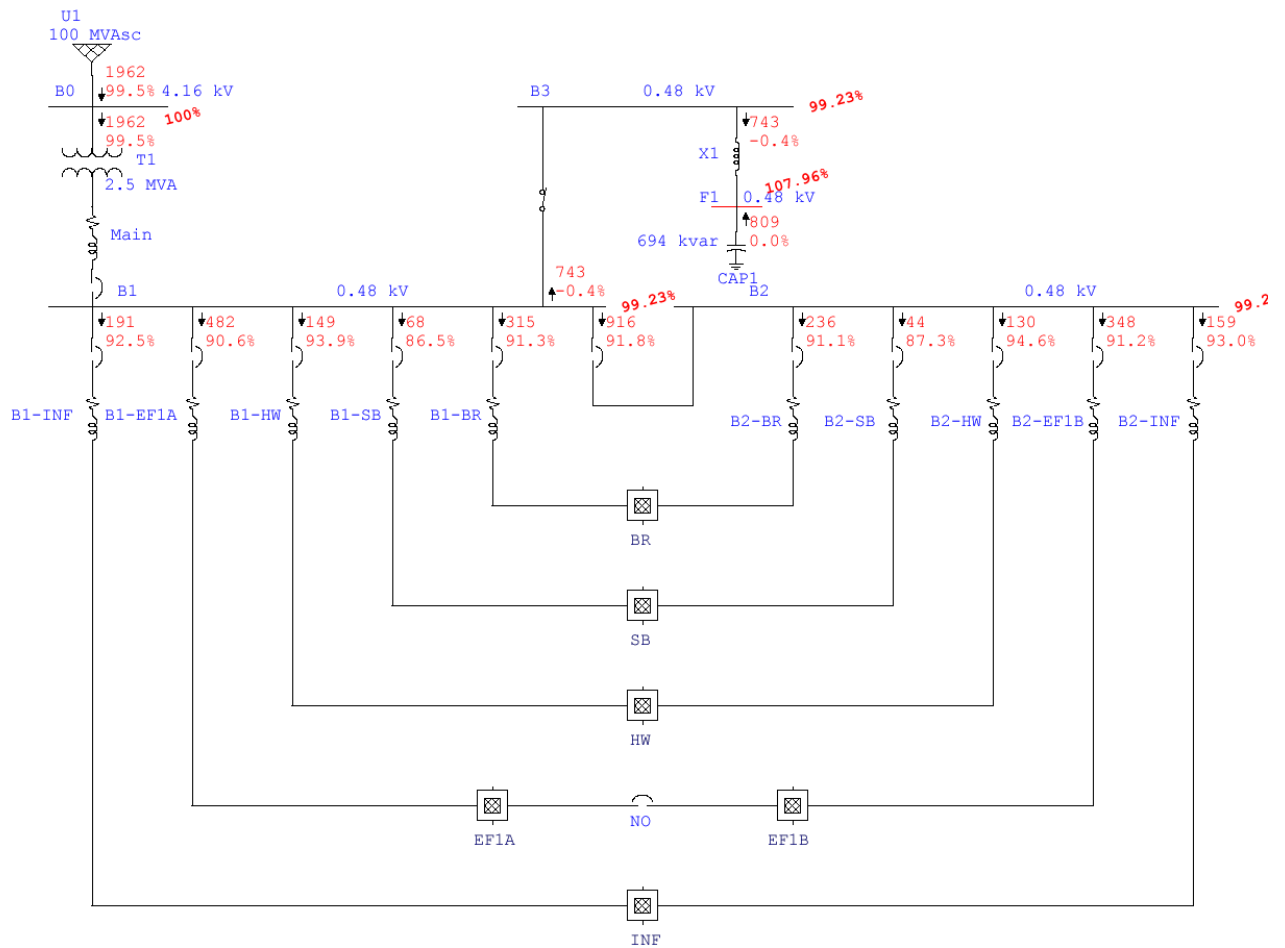 U1
100 MVAsc
1962
99.5%
B0
4.16 kV
100%
1962
99.5%
T1
2.5 MVA
Main
B3
0.48 kV
99.23%
743
-0.4%
X1
107.96%
F1
0.48 kV
809
0.0%
694 kvar
CAP1
743
-0.4%
B1
0.48 kV
99.23%
B2
0.48 kV
99.2
191
92.5%
482
90.6%
149
93.9%
68
86.5%
315
91.3%
916
91.8%
236
91.1%
44
87.3%
130
94.6%
348
91.2%
159
93.0%
B1-INF
B1-EF1A
B1-HW
B1-SB
B1-BR
B2-BR
B2-SB
B2-HW
B2-EF1B
B2-INF
BR
SB
HW
NO
EF1A
EF1B
INF